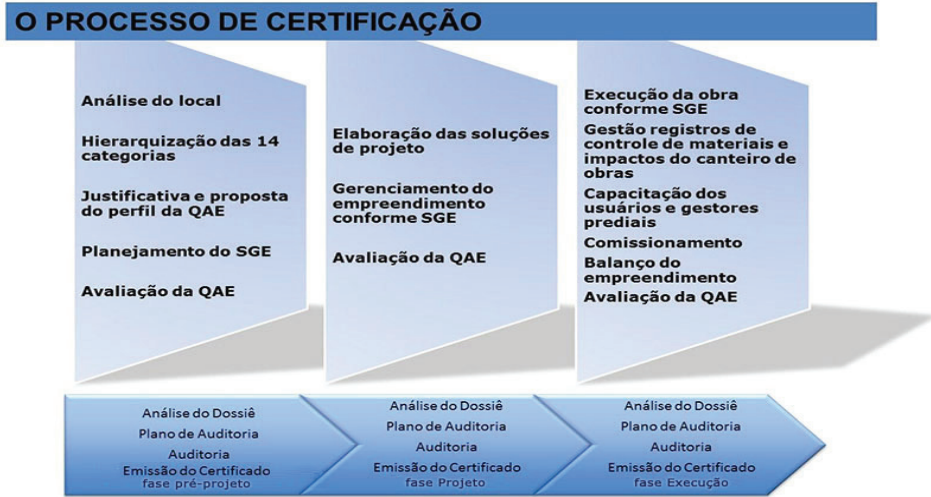 O PROCESSO DE CERTIFICAÇÃO
Análise do local
Hierarquização das 14
categorias
Justificativa e proposta
do perfil da QAE
Planejamento do SGE
Avaliação da QAE
Elaboração das soluções
de projeto
Gerenciamento do
empreendimento
conforme SGE
Avaliação da QAE
Execução da obra
conforme SGE
Gestão registros de
controle de materiais e
impactos do canteiro de
obras
Capacitação dos
usuários e gestores
prediais
Comissionamento
Balanço do
empreendimento
Avaliação da QAE
Análise do Dossiê
Plano de Auditoria
Auditoria
Emissão do Certificado
fase pré-projeto
Análise do Dossiê
Plano de Auditoria
Auditoria
Emissão do Certificado
fase Projeto
Análise do Dossiê
Plano de Auditoria
Auditoria
Emissão do Certificado
fase Execução